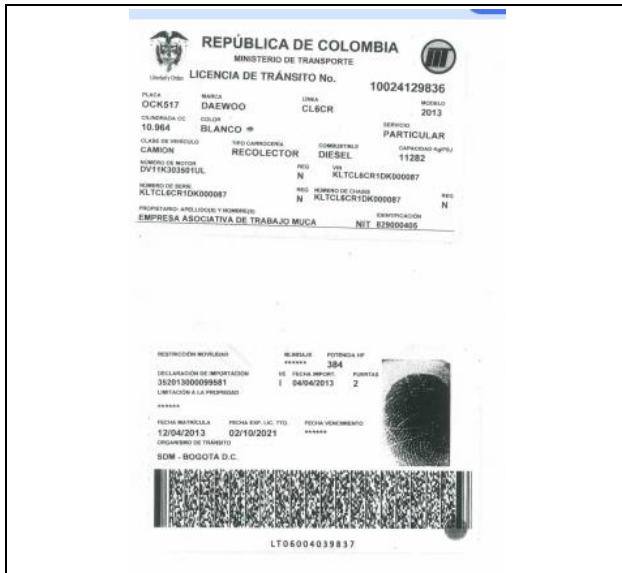 REPÚBLICA DE COLOMBIA
MINISTERIO DE TRANSPORTE
Libertad y Orden
LICENCIA DE TRÁNSITO No. 10024129836
PLACA MARCA LÍNEA MODELO
OCK517 DAEWOO CL6CR 2013
CILINDRADA CC COLOR SERVICIO
10.964 BLANCO PARTICULAR
CLASE DE VEHÍCULO TIPO CARROCERÍA COMBUSTIBLE CAPACIDAD Kg/PSJ
CAMION RECOLECTOR DIESEL 11282
NÚMERO DE MOTOR REG VIN
DV11K303501UL N KLTCL6CR1DK000087
NÚMERO DE SERIE REG NÚMERO DE CHASIS REG
KLTCL6CR1DK000087 N KLTCL6CR1DK000087 N
PROPIETARIO: APELLIDO(S) Y NOMBRE(S) IDENTIFICACIÓN
EMPRESA ASOCIATIVA DE TRABAJO MUCA NIT 829000405
RESTRICCIÓN MOVILIDAD BLINDAJE POTENCIA HP
****** 384
DECLARACIÓN DE IMPORTACIÓN I/E FECHA IMPORT. PUERTAS
352013000099581 I 04/04/2013 2
LIMITACIÓN A LA PROPIEDAD
******
FECHA MATRÍCULA FECHA EXP. LIC. TTO. FECHA VENCIMIENTO
12/04/2013 02/10/2021 ******
ORGANISMO DE TRÁNSITO
SDM - BOGOTA D.C.
LT06004039837